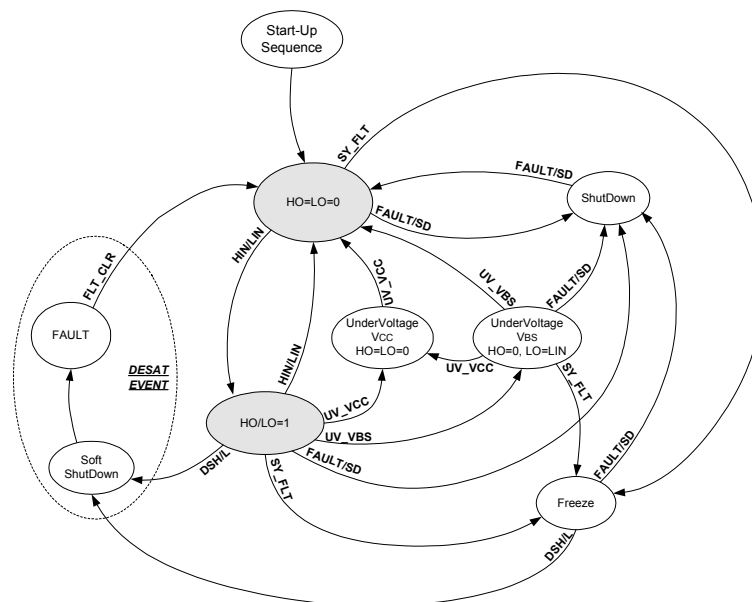 Start-Up
Sequence
SY_FLT
FAULT/SD
ShutDown
HO=LO=0
FAULT/SD
HIN/LIN
FLT_CLR
UV_VCC
UV_VBS
FAULT/SD
FAULT
UnderVoltage
VCC
HO=LO=0
UnderVoltage
VBS
HO=0, LO=LIN
DESAT
EVENT
HIN/LIN
UV_VCC
SY_FLT
HO/LO=1
UV_VCC
UV_VBS
FAULT/SD
Soft
ShutDown
DSH/L
SY_FLT
FAULT/SD
Freeze
DSH/L